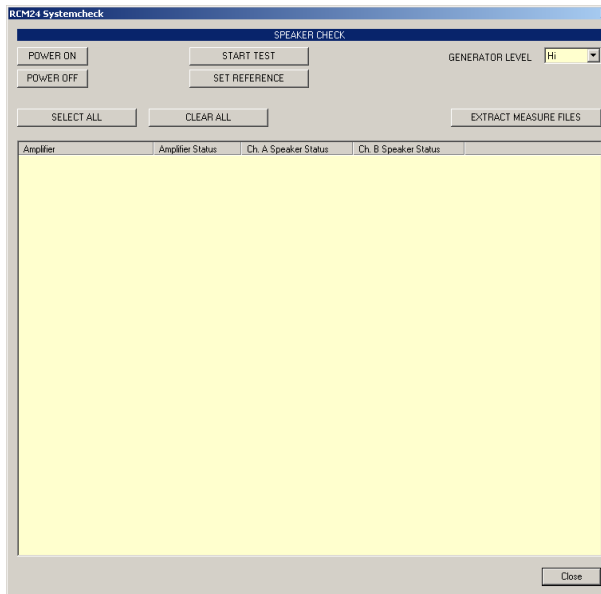 RCM24 Systemcheck
SPEAKER CHECK
POWER ON START TEST GENERATOR LEVEL Hi
POWER OFF SET REFERENCE
SELECT ALL CLEAR ALL EXTRACT MEASURE FILES
Amplifier Amplifier Status Ch. A Speaker Status Ch. B Speaker Status
Close